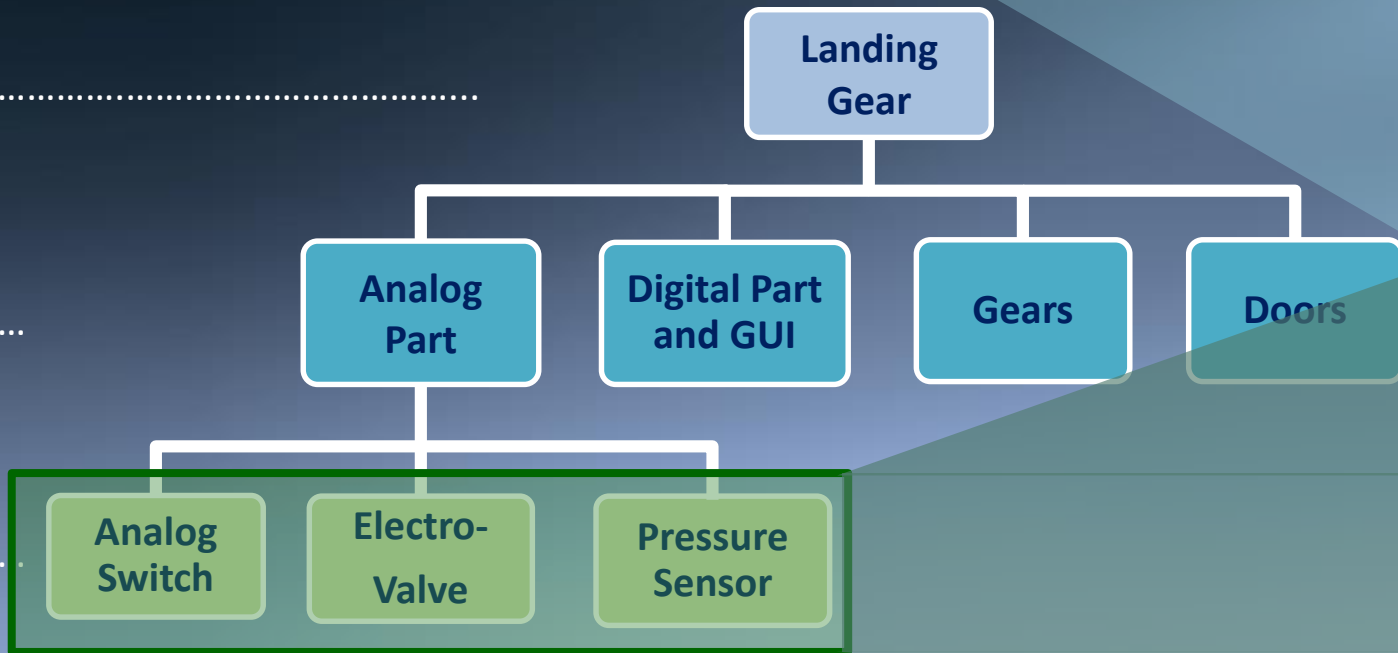 Landing
Gear
Analog
Part
Digital Part
and GUI
Gears
Doors
Analog
Switch
Electro-
Valve
Pressure
Sensor